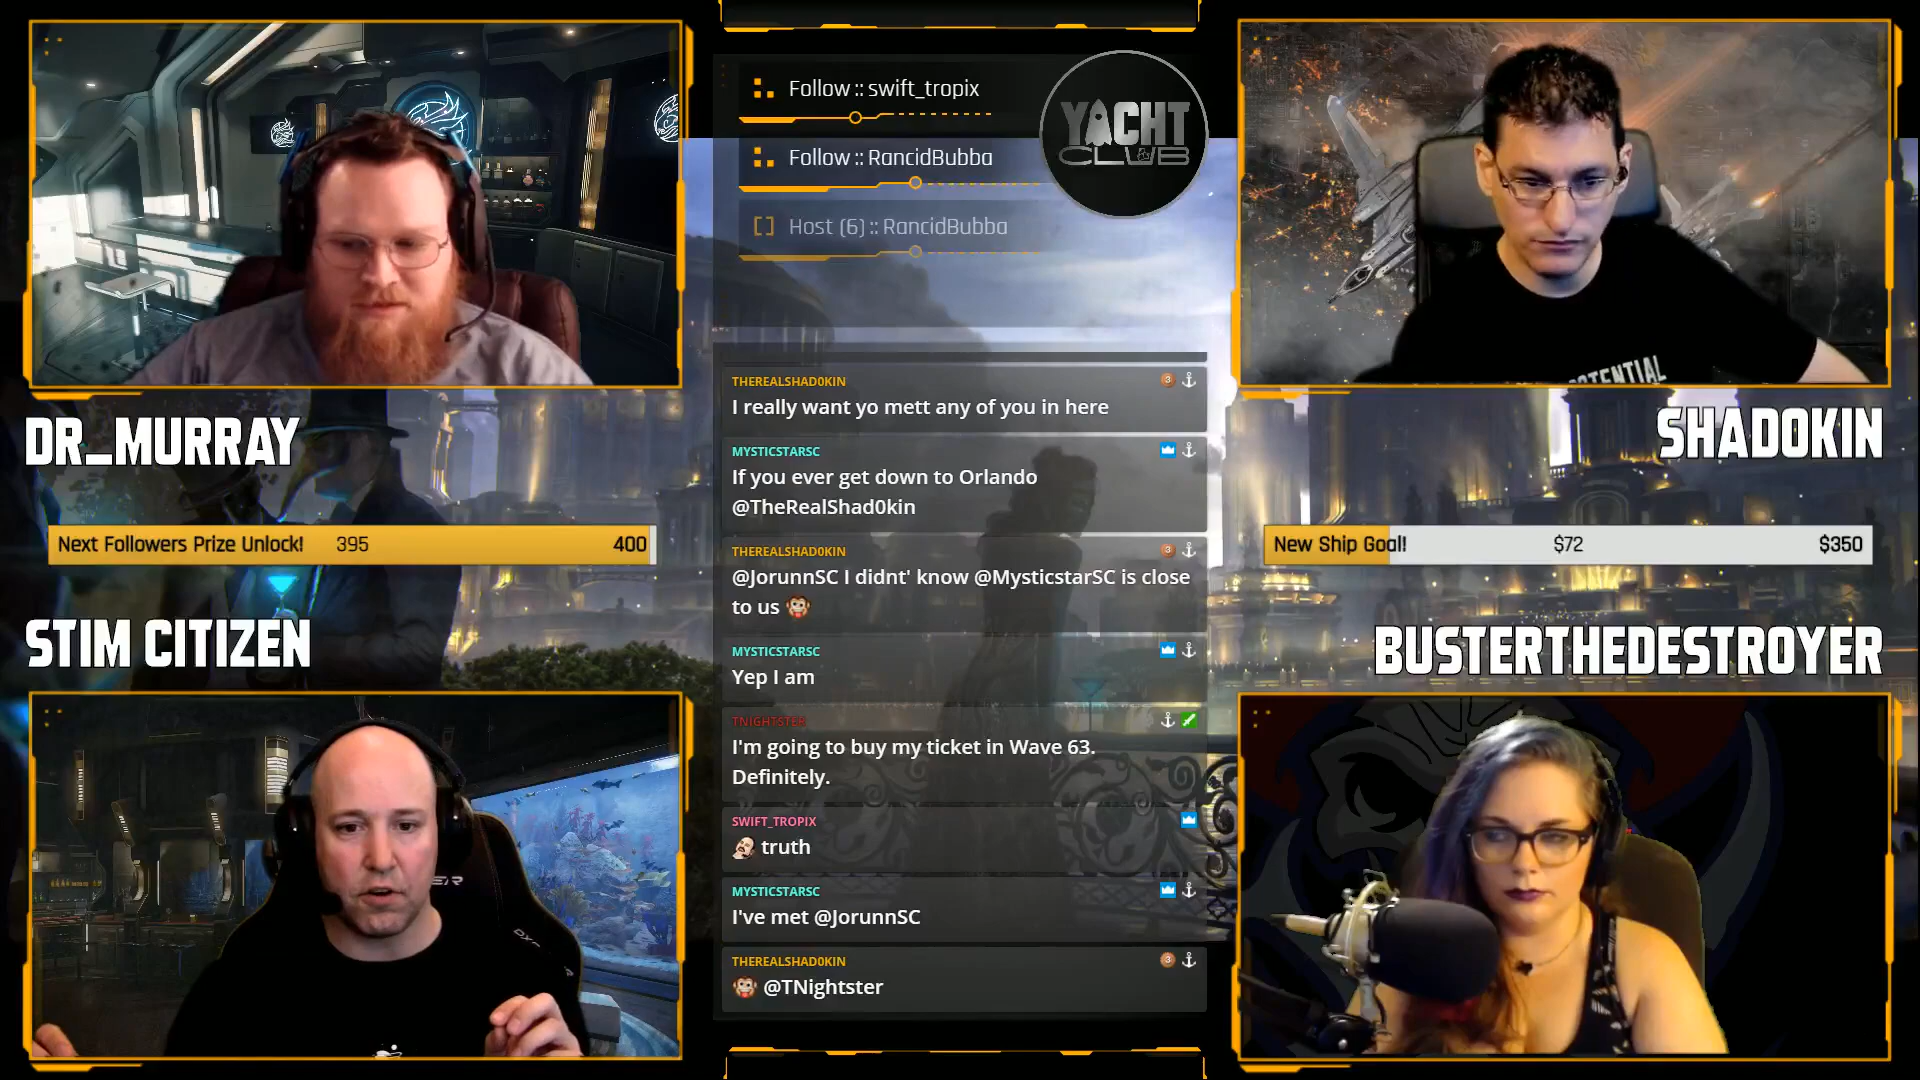 Follow :: swift_tropix
YACHT
CLUB
Follow :: RancidBubba
Host (6) :: RancidBubba
DR_MURRAY
SHADOKIN
Next Followers Prize Unlock! 395 400
New Ship Goal! $72 $350
STIM CITIZEN
BUSTERTHEDESTROYER
THEREALSHAD0KIN
I really want yo mett any of you in here
MYSTICSTARSC
If you ever get down to Orlando
@TheRealShad0kin
THEREALSHAD0KIN
@JorunnSC I didnt' know @MysticstarSC is close
to us
MYSTICSTARSC
Yep I am
TNIGHTSTER
I'm going to buy my ticket in Wave 63.
Definitely.
SWIFT_TROPIX
truth
MYSTICSTARSC
I've met @JorunnSC
THEREALSHAD0KIN
@TNightster